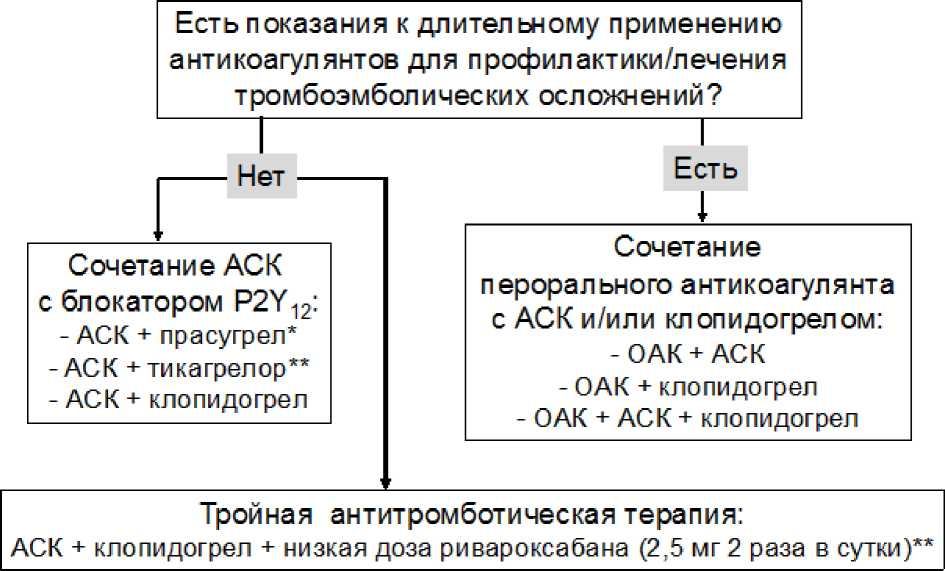 Есть показания к длительному применению
антикоагулянтов для профилактики/лечения
тромбоэмболических осложнений?
Нет
Есть
Сочетание АСК
с блокатором P2Y12:
- АСК + прасугрел*
- АСК + тикагрелор**
- АСК + клопидогрел
Сочетание
перорального антикоагулянта
с АСК и/или клопидогрелом:
- ОАК + АСК
- ОАК + клопидогрел
- ОАК + АСК + клопидогрел
Тройная антитромботическая терапия:
АСК + клопидогрел + низкая доза ривароксабана (2,5 мг 2 раза в сутки)**